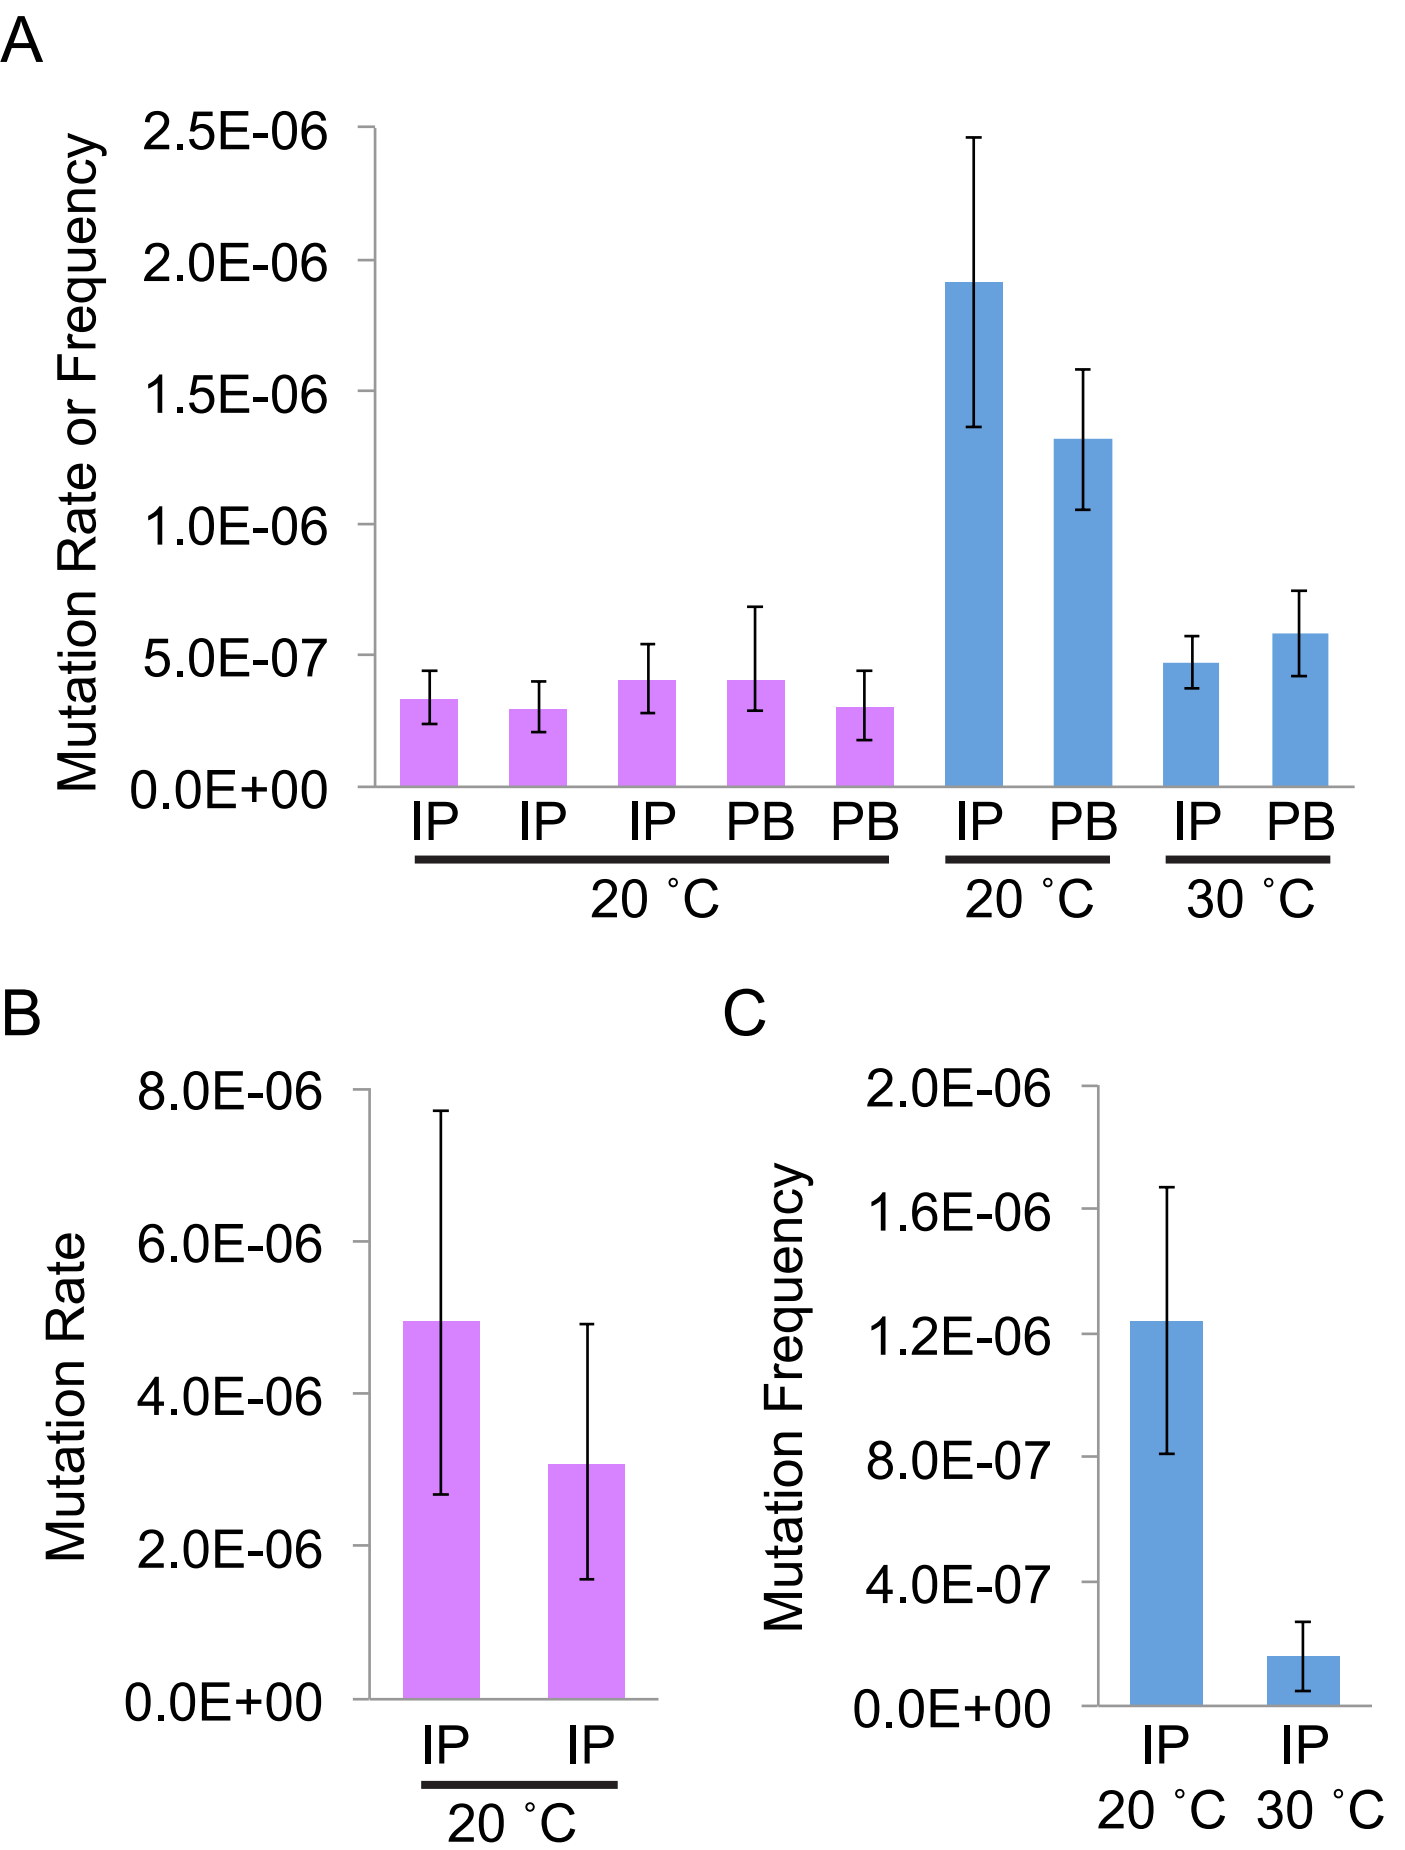 A
Mutation Rate or Frequency
2.5E-06
2.0E-06
1.5E-06
1.0E-06
5.0E-07
0.0E+00
IP IP IP PB PB IP PB IP PB
20 °C 20 °C 30 °C
B
Mutation Rate
8.0E-06
6.0E-06
4.0E-06
2.0E-06
0.0E+00
IP IP
20 °C
C
Mutation Frequency
2.0E-06
1.6E-06
1.2E-06
8.0E-07
4.0E-07
0.0E+00
IP IP
20 °C 30 °C